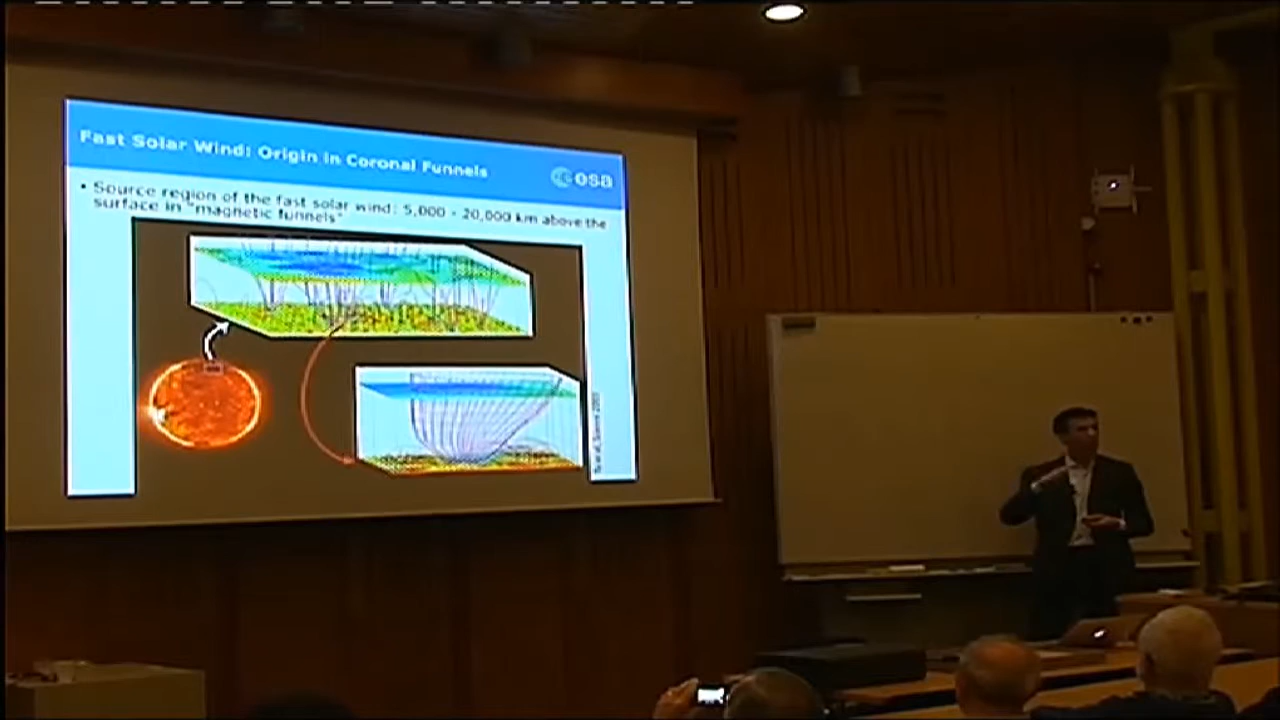 Fast Solar Wind: Origin in Coronal Funnels
esa
• Source region of the fast solar wind: 5,000 - 20,000 km above the
surface in "magnetic funnels"